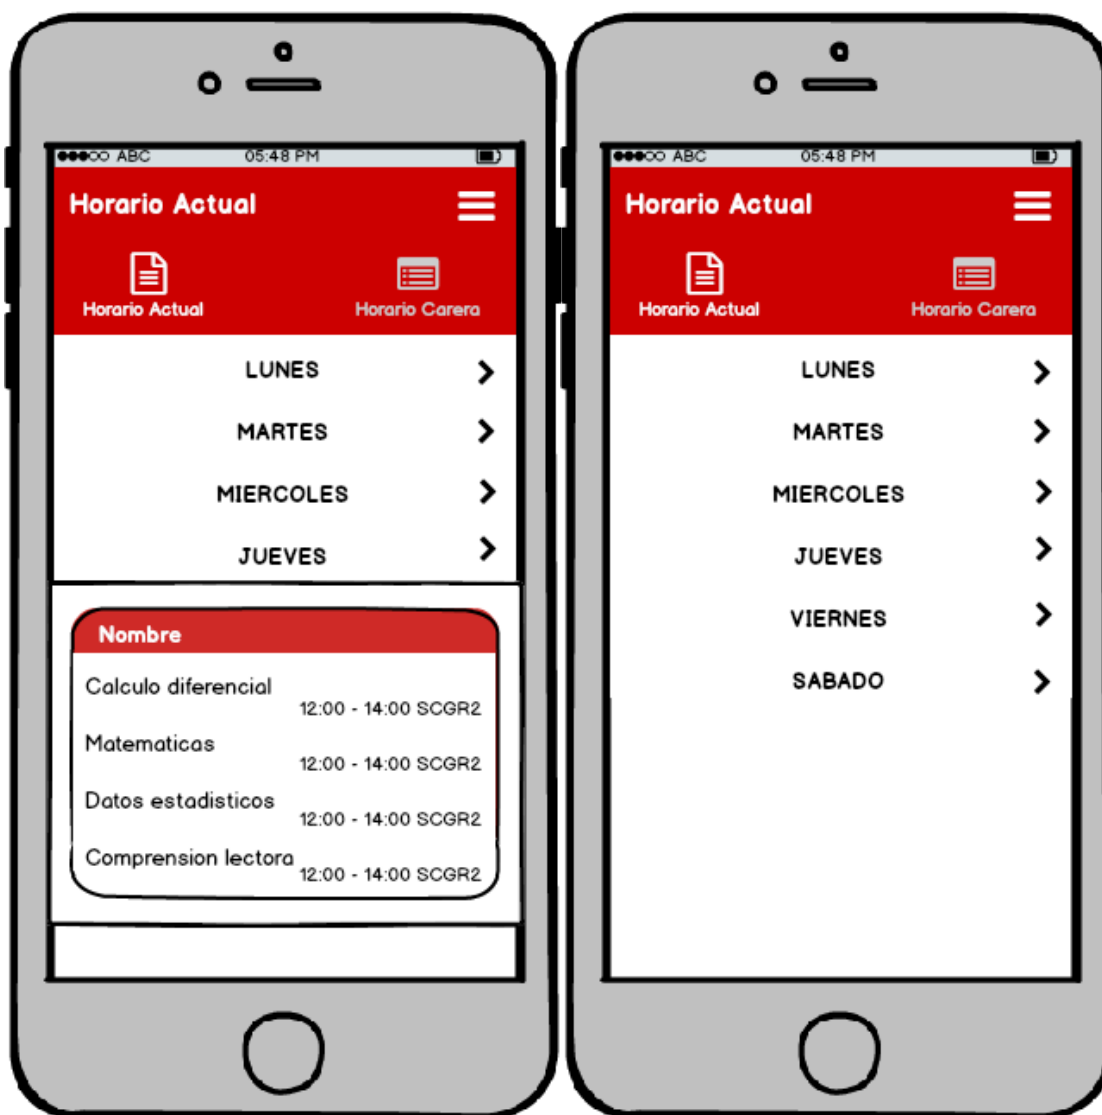 ABC 05:48 PM
Horario Actual
Horario Actual Horario Carera
LUNES
MARTES
MIERCOLES
JUEVES
Nombre
Calculo diferencial
12:00 - 14:00 SCGR2
Matematicas
12:00 - 14:00 SCGR2
Datos estadisticos
12:00 - 14:00 SCGR2
Comprension lectora
12:00 - 14:00 SCGR2
ABC 05:48 PM
Horario Actual
Horario Actual Horario Carera
LUNES
MARTES
MIERCOLES
JUEVES
VIERNES
SABADO